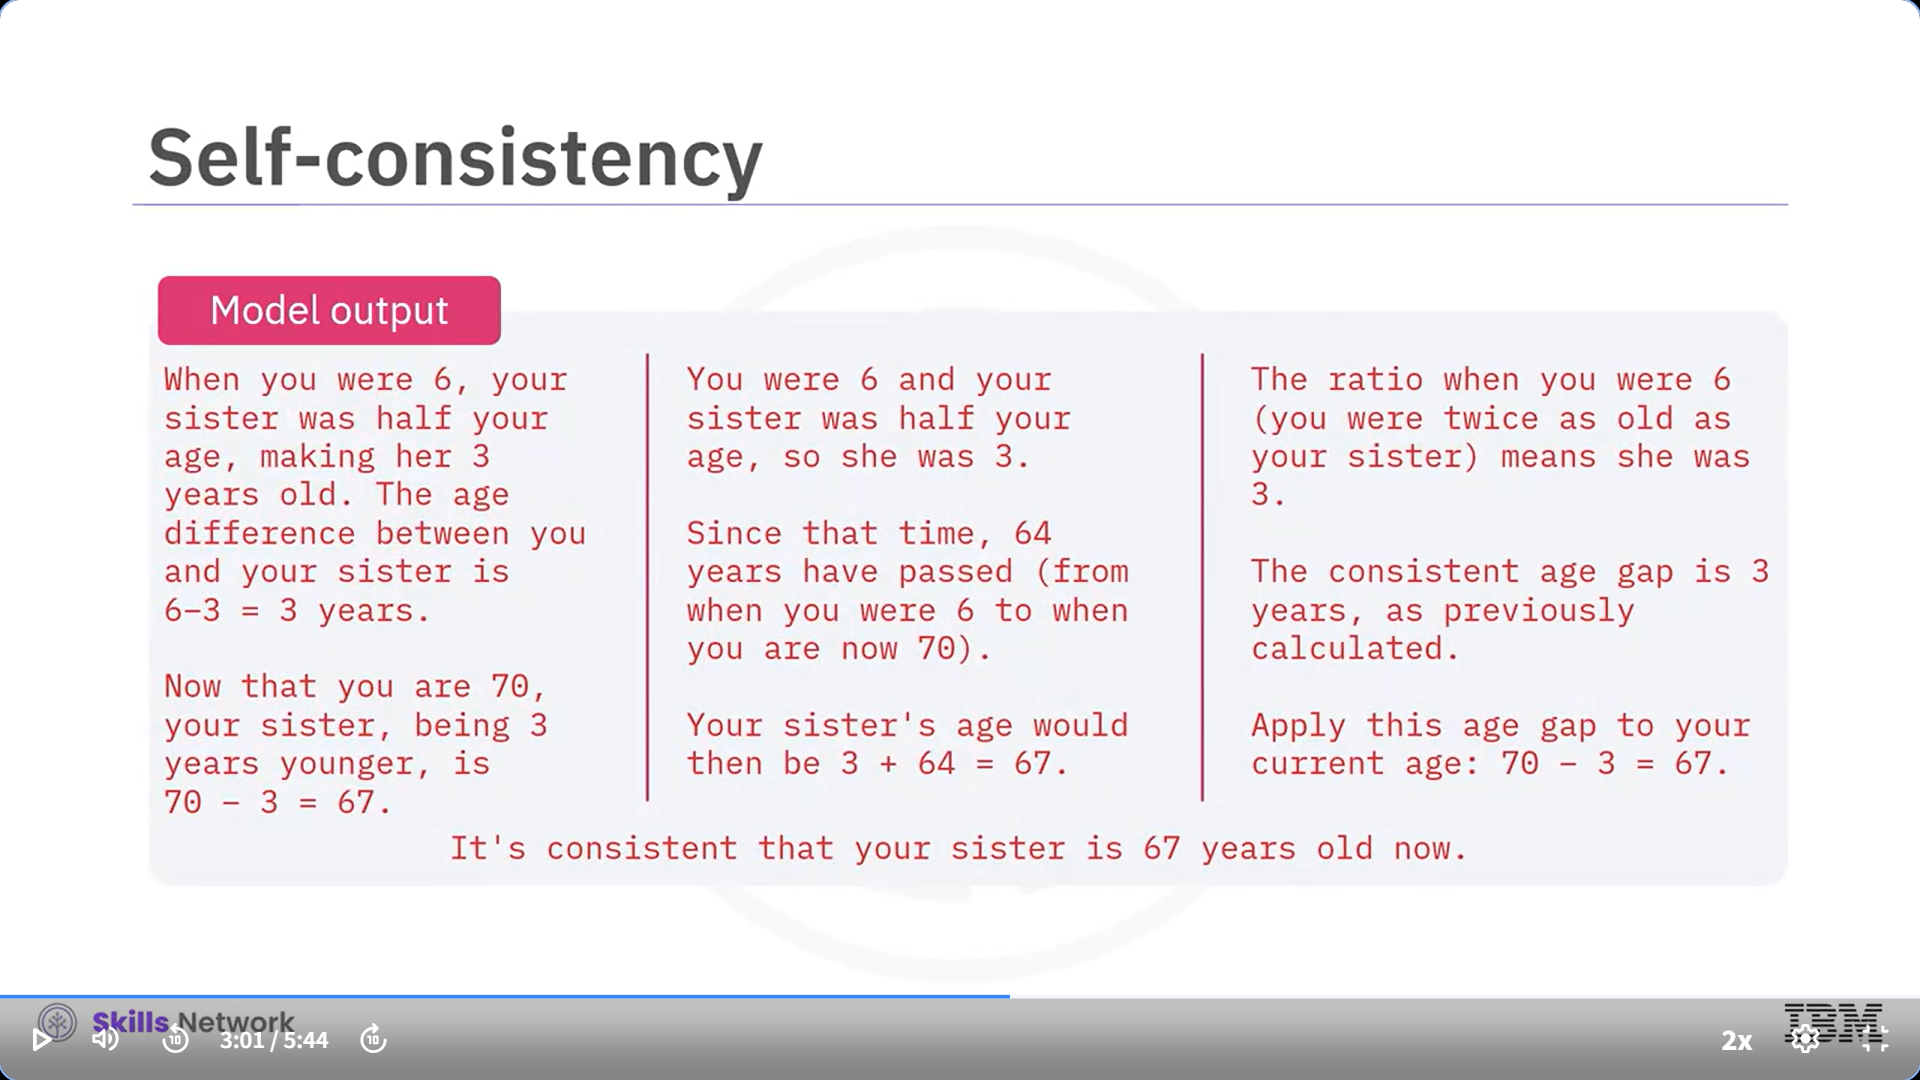 Self-consistency
Model output
When you were 6, your
sister was half your
age, making her 3
years old. The age
difference between you
and your sister is
6–3 = 3 years.
Now that you are 70,
your sister, being 3
years younger, is
70 – 3 = 67.
You were 6 and your
sister was half your
age, so she was 3.
Since that time, 64
years have passed (from
when you were 6 to when
you are now 70).
Your sister's age would
then be 3 + 64 = 67.
The ratio when you were 6
(you were twice as old as
your sister) means she was
3.
The consistent age gap is 3
years, as previously
calculated.
Apply this age gap to your
current age: 70 – 3 = 67.
It's consistent that your sister is 67 years old now.
Skills Network
IBM
10
3:01 / 5:44
10
2x